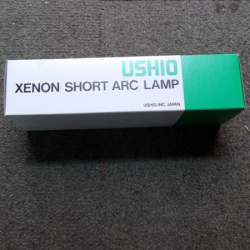 USHIO
XENON SHORT ARC LAMP
USHIO INC. JAPAN